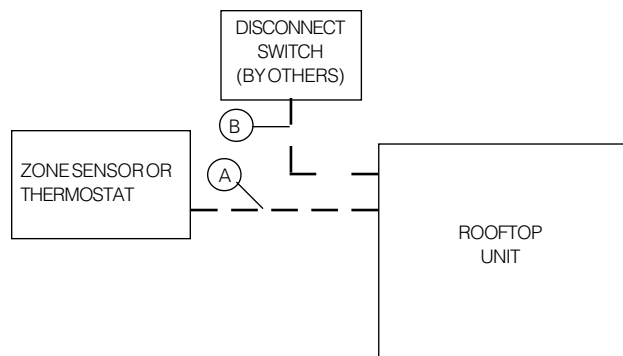 DISCONNECT
SWITCH
(BY OTHERS)
B
ZONE SENSOR OR
THERMOSTAT
A
ROOFTOP
UNIT